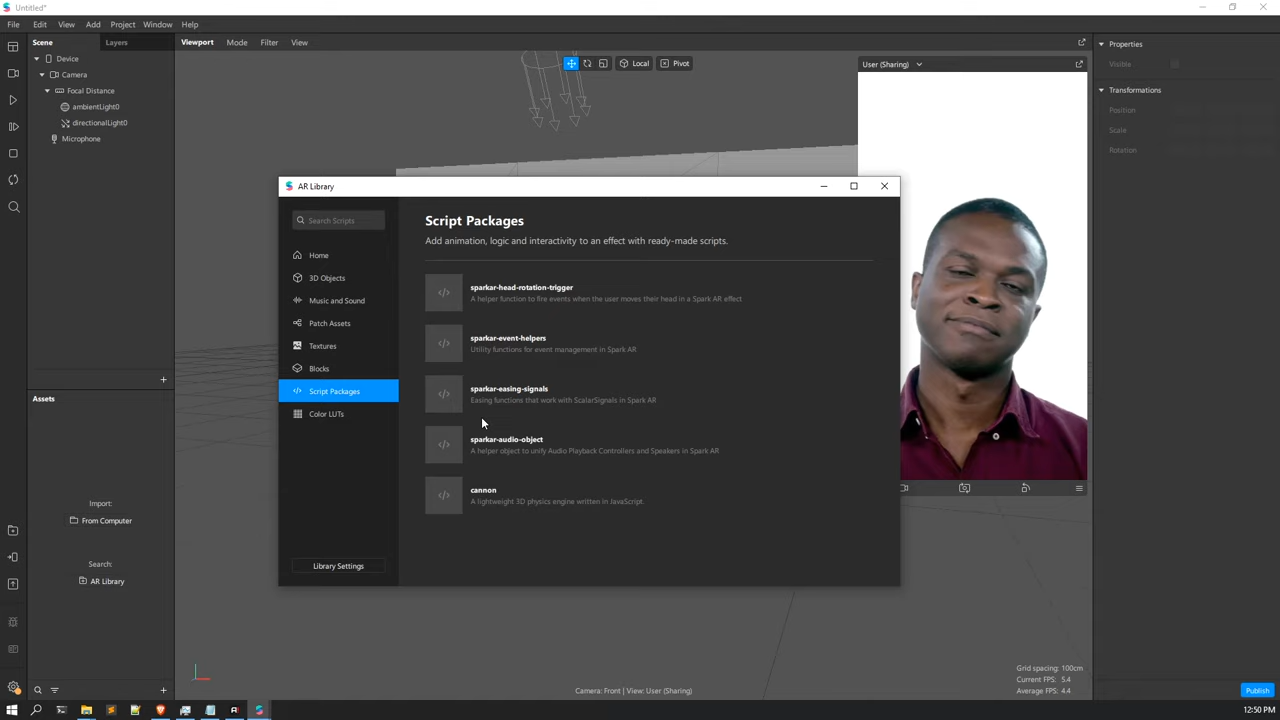 Untitled*
File Edit View Add Project Window Help
Scene Layers
Viewport Mode Filter View
Properties
Device
Camera
Focal Distance
ambientLight0
directionalLight0
Microphone
Local Pivot
User (Sharing)
Visible
Transformations
Position
Scale
Rotation
AR Library
Search Scripts
Home
3D Objects
Music and Sound
Patch Assets
Textures
Blocks
Script Packages
Color LUTs
Library Settings
Script Packages
Add animation, logic and interactivity to an effect with ready-made scripts.
sparkar-head-rotation-trigger
A helper function to fire events when the user moves their head in a Spark AR effect
sparkar-event-helpers
Utility functions for event management in Spark AR
sparkar-easing-signals
Easing functions that work with ScalarSignals in Spark AR
sparkar-audio-object
A helper object to unify Audio Playback Controllers and Speakers in Spark AR
cannon
A lightweight 3D physics engine written in JavaScript.
Assets
Import:
From Computer
Search:
AR Library
Camera: Front | View: User (Sharing)
Grid spacing: 100cm
Current FPS: 5.4
Average FPS: 4.4
Publish
12:50 PM